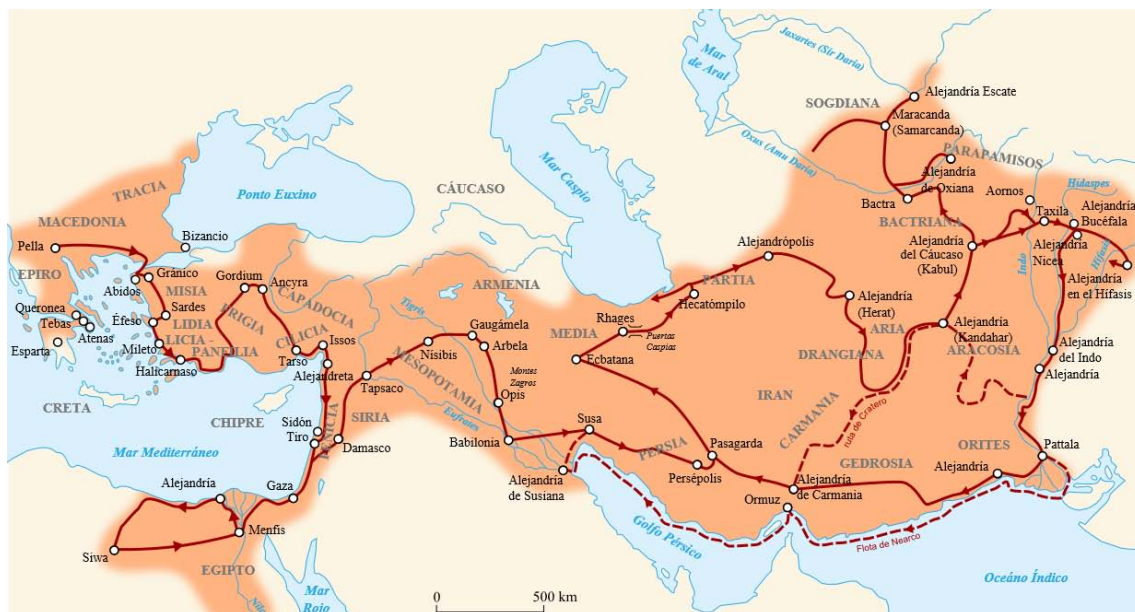 Jaxartes (Sir Daria)
Mar
de Aral
Alejandría Escate
SOGDIANA
Maracanda
(Samarcanda)
Oxus (Amu Daria)
PARAPAMISOS
Alejandría
de Oxiana
Bactra
BACTRIANA
Aornos
Taxila
Hidaspes
Alejandría
Bucéfala
Alejandría
Nicea
Hífasis
Indo
Alejandría
en el Hífasis
Alejandría
del Cáucaso
(Kabul)
TRACIA
Ponto Euxino
CÁUCASO
Mar Caspio
MACEDONIA
Pella
Bizancio
EPIRO
Gránico
Abidos
MISIA
Gordium
Ancyra
CAPADOCIA
ARMENIA
Queronea
Tebas
Atenas
Esparta
Sardes
Éfeso
LIDIA
FRIGIA
LICIA -
PANFILIA
Mileto
Halicarnaso
CILICIA
Tarso
Issos
Alejandreta
Tigris
Gaugámela
Arbela
Nísibis
MESOPOTAMIA
Montes
Zagros
Opis
Tapsaco
SIRIA
Eufrates
Babilonia
CRETA
CHIPRE
Sidón
Tiro
FENICIA
Damasco
Mar Mediterráneo
Alejandría
Gaza
Menfis
Siwa
EGIPTO
Nilo
Mar
Rojo
Alejandrópolis
PARTIA
Hecatómpilo
Rhages
Puertas
Caspias
MEDIA
Ecbatana
Alejandría
(Herat)
ARIA
DRANGIANA
Alejandría
(Kandahar)
ARACOSIA
IRAN
CARMANIA
ruta de Cratero
Susa
PERSIA
Pasagarda
Persépolis
Alejandría
de Susiana
GEDROSIA
Alejandría
de Carmania
Ormuz
Golfo Pérsico
Flota de Nearco
ORITES
Alejandría
Pattala
Alejandría
del Indo
Alejandría
Oceáno Índico
0 500 km